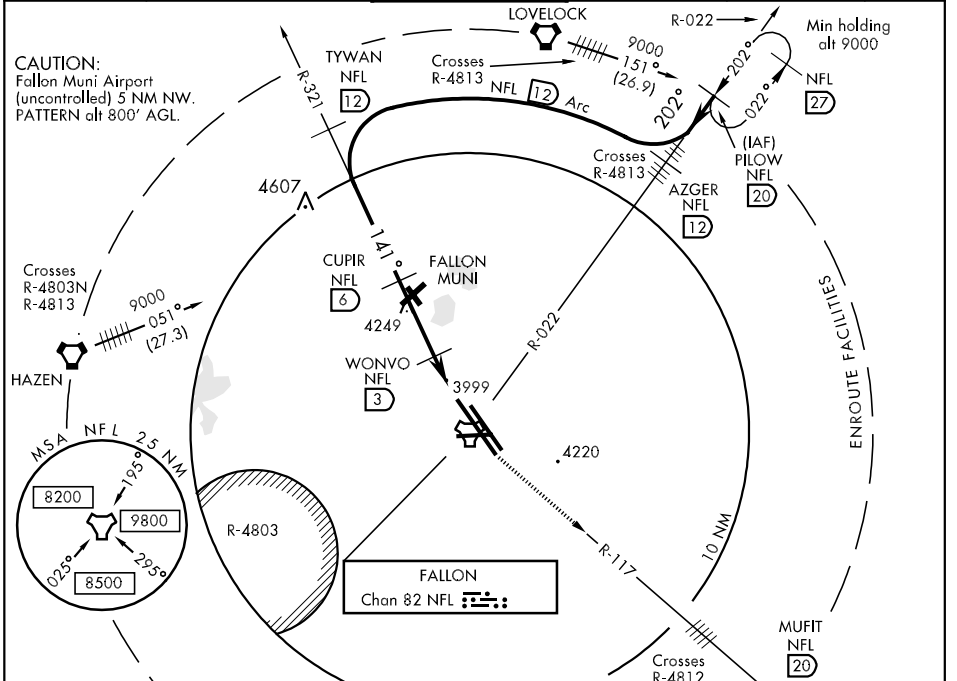 CAUTION:
Fallon Muni Airport
(uncontrolled) 5 NM NW.
PATTERN alt 800' AGL.
TYWAN
NFL
12
R-321
LOVELOCK
Crosses
R-4813
9000
151°
(26.9)
NFL 12 Arc
R-022
202°
022°
Min holding
alt 9000
NFL
27
202°
(IAF)
PILOW
NFL
20
Crosses
R-4813
AZGER
NFL
12
4607
141°
CUPIR
NFL
6
FALLON
MUNI
4249
WONVO
NFL
3
3999
R-022
4220
Crosses
R-4803N
R-4813
9000
051°
(27.3)
HAZEN
ENROUTE FACILITIES
MSA NFL 25 NM
195°
8200
9800
025°
8500
295°
R-4803
10 NM
R-117
FALLON
Chan 82 NFL
MUFIT
NFL
20
Crosses
R-4812